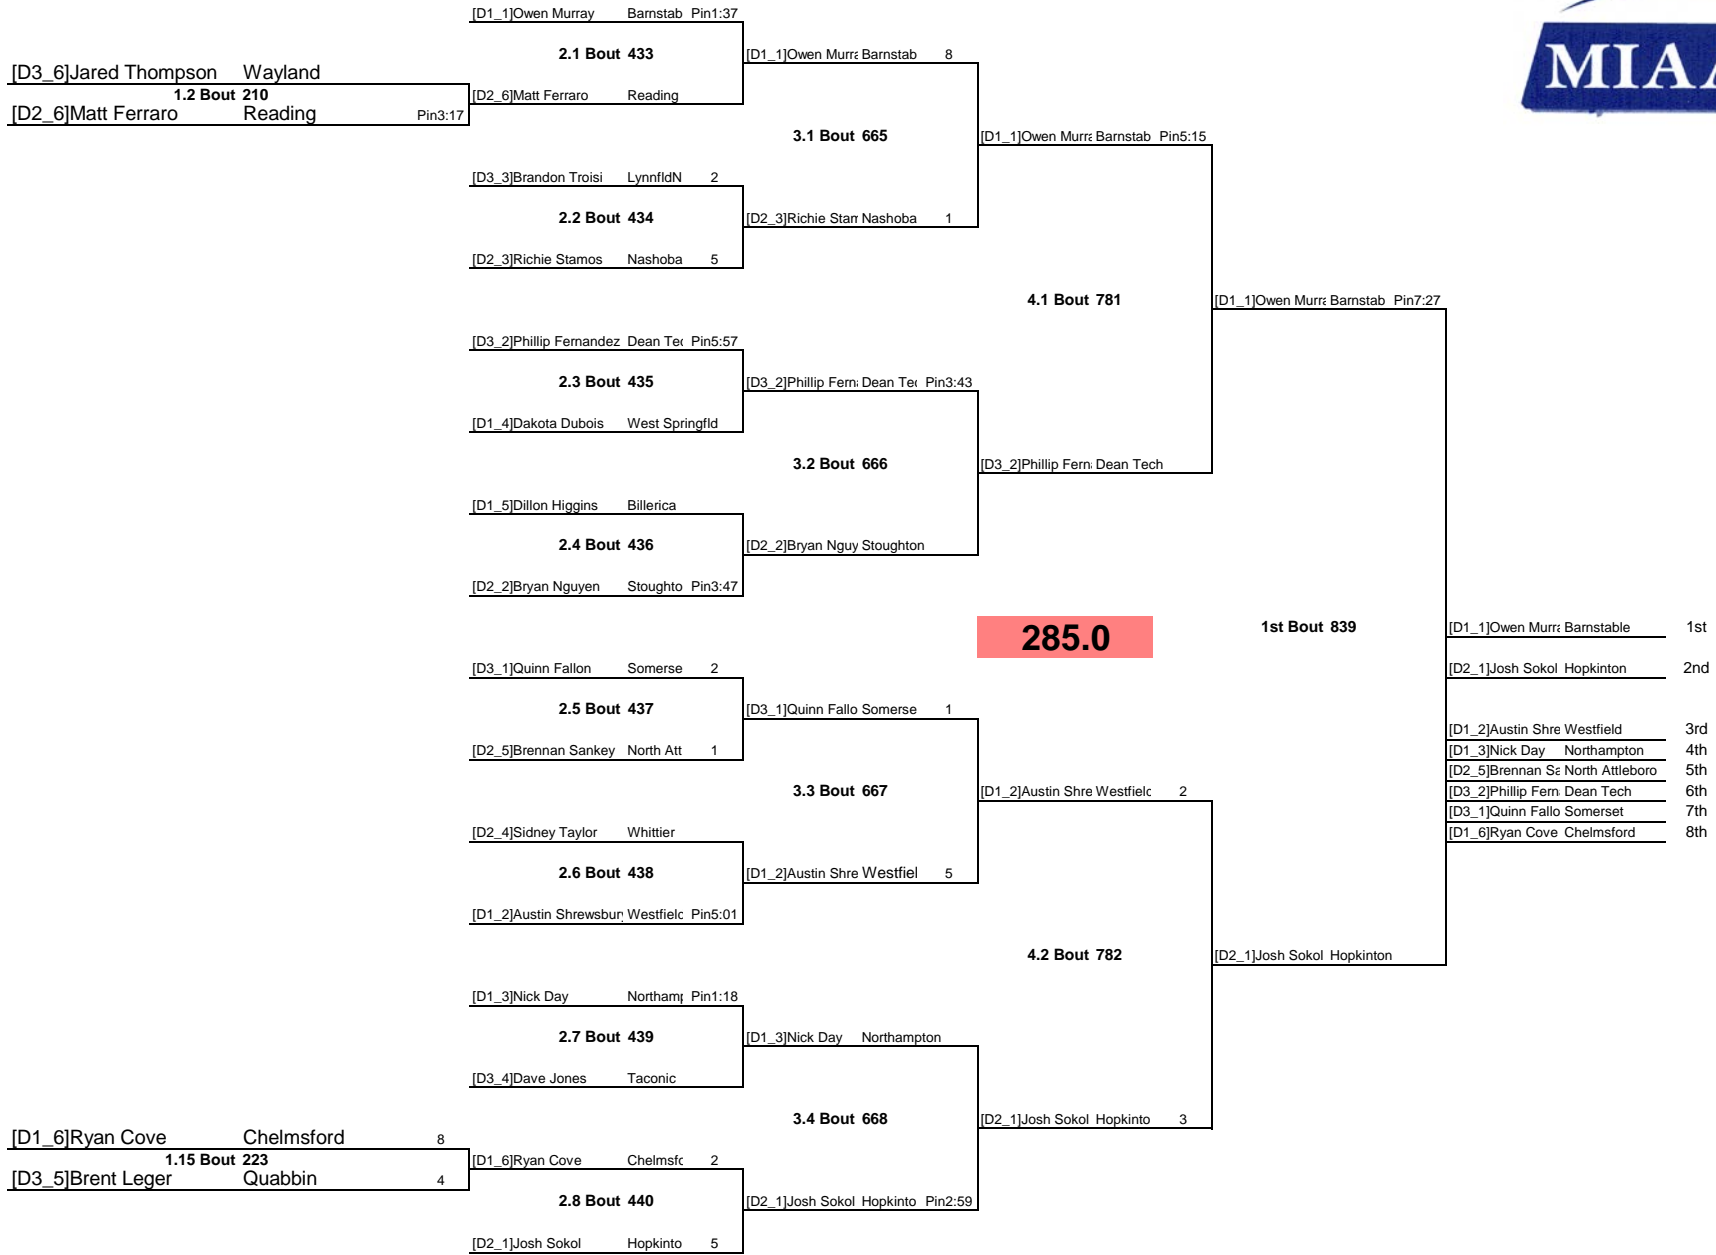 [D1_1]Owen Murray Barnstab Pin1:37
2.1 Bout 433
[D1_1]Owen Murra Barnstab 8
MIAA
[D3_6]Jared Thompson Wayland
1.2 Bout 210
[D2_6]Matt Ferraro Reading
[D2_6]Matt Ferraro Reading Pin3:17
3.1 Bout 665
[D1_1]Owen Murra Barnstab Pin5:15
[D3_3]Brandon Troisi LynnfldN 2
2.2 Bout 434
[D2_3]Richie Stam Nashoba 1
[D2_3]Richie Stamos Nashoba 5
4.1 Bout 781
[D1_1]Owen Murra Barnstab Pin7:27
[D3_2]Phillip Fernandez Dean Tec Pin5:57
2.3 Bout 435
[D3_2]Phillip Fern Dean Tec Pin3:43
[D1_4]Dakota Dubois West Springfld
3.2 Bout 666
[D3_2]Phillip Fern Dean Tech
[D1_5]Dillon Higgins Billerica
2.4 Bout 436
[D2_2]Bryan Nguy Stoughton
[D2_2]Bryan Nguyen Stoughto Pin3:47
285.0
1st Bout 839
[D1_1]Owen Murra Barnstable 1st
[D3_1]Quinn Fallon Somerse 2
[D2_1]Josh Sokol Hopkinton 2nd
2.5 Bout 437
[D3_1]Quinn Fallo Somerse 1
[D1_2]Austin Shre Westfield 3rd
[D2_5]Brennan Sankey North Att 1
[D1_3]Nick Day Northampton 4th
[D2_5]Brennan Sa North Attleboro 5th
3.3 Bout 667
[D1_2]Austin Shre Westfield 2
[D3_2]Phillip Fern Dean Tech 6th
[D3_1]Quinn Fallo Somerset 7th
[D2_4]Sidney Taylor Whittier
[D1_6]Ryan Cove Chelmsford 8th
2.6 Bout 438
[D1_2]Austin Shre Westfiel 5
[D1_2]Austin Shrewsbury Westfield Pin5:01
4.2 Bout 782
[D2_1]Josh Sokol Hopkinton
[D1_3]Nick Day Northamp Pin1:18
2.7 Bout 439
[D1_3]Nick Day Northampton
[D3_4]Dave Jones Taconic
3.4 Bout 668
[D2_1]Josh Sokol Hopkinto 3
[D1_6]Ryan Cove Chelmsford 8
1.15 Bout 223
[D1_6]Ryan Cove Chelmsfo 2
[D3_5]Brent Leger Quabbin 4
2.8 Bout 440
[D2_1]Josh Sokol Hopkinto Pin2:59
[D2_1]Josh Sokol Hopkinto 5